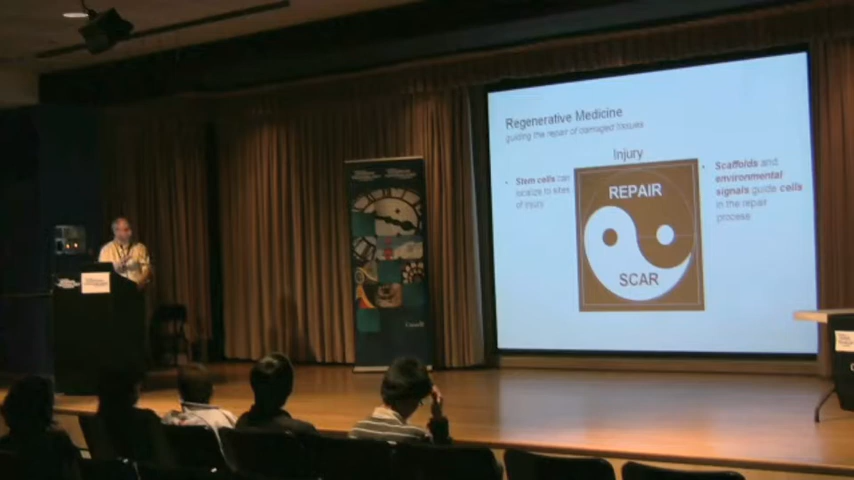 Regenerative Medicine
guiding the repair of damaged tissues
Injury
Stem cells can
localize to sites
of injury
REPAIR
SCAR
Scaffolds and
environmental
signals guide cells
in the repair
process
Canada